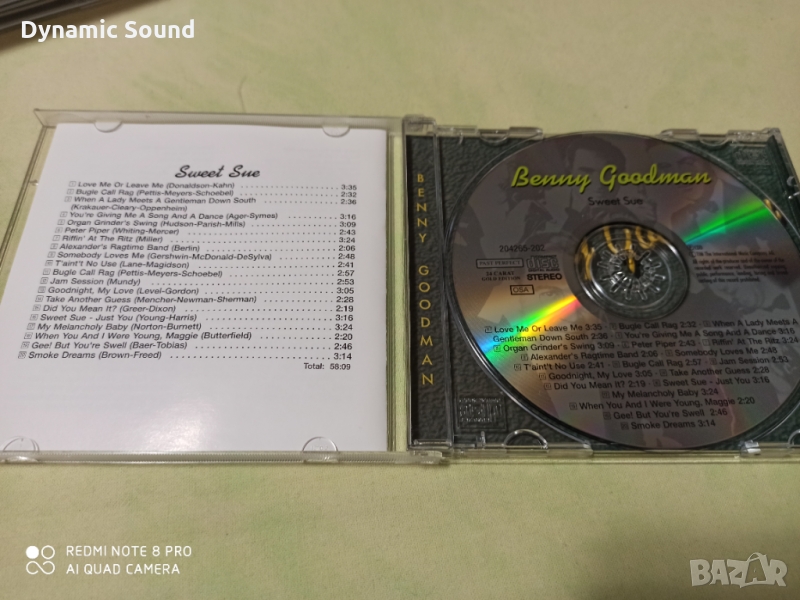 Dynamic Sound
Sweet Sue
Love Me Or Leave Me (Donaldson-Kahn) 3:35
Bugle Call Rag (Pettis-Meyers-Schoebel) 2:32
When A Lady Meets A Gentleman Down South 2:36
(Krakauer-Cleary-Oppenheim)
You're Giving Me A Song And A Dance (Ager-Symes) 3:16
Organ Grinder's Swing (Hudson-Parish-Mills) 3:09
Peter Piper (Whiting-Mercer) 2:43
Riffin' At The Ritz (Miller) 3:24
Alexander's Ragtime Band (Berlin) 2:06
Somebody Loves Me (Gershwin-McDonald-DeSylva) 2:48
T'ain't No Use (Lane-Magidson) 2:41
Bugle Call Rag (Pettis-Meyers-Schoebel) 2:57
Jam Session (Mundy) 2:53
Goodnight, My Love (Level-Gordon) 3:05
Take Another Guess (Mencher-Newman-Sherman) 2:28
Did You Mean It? (Greer-Dixon) 2:19
Sweet Sue - Just You (Young-Harris) 3:16
My Melancholy Baby (Norton-Burnett) 3:24
When You And I Were Young, Maggie (Butterfield) 2:20
Gee! But You're Swell (Baer-Tobias) 2:46
Smoke Dreams (Brown-Freed) 3:14
Total: 58:09
BENNY GOODMAN
Benny Goodman
Sweet Sue
204205-202
PAST PERFECT
24 CARAT
GOLD EDITION
COMPACT
disc
DIGITAL AUDIO
STEREO
GSA
Love Me Or Leave Me 3:35 Bugle Call Rag 2:32 When A Lady Meets A
Gentleman Down South 2:36 You're Giving Me A Song And A Dance 3:16
Organ Grinder's Swing 3:09 Peter Piper 2:43 Riffin' At The Ritz 3:24
Alexander's Ragtime Band 2:06 Somebody Loves Me 2:48
T'ain't No Use 2:41 Bugle Call Rag 2:57 Jam Session 2:53
Goodnight, My Love 3:05 Take Another Guess 2:28
Did You Mean It? 2:19 Sweet Sue - Just You 3:16
My Melancholy Baby 3:24
When You And I Were Young, Maggie 2:20
Gee! But You're Swell 2:46
Smoke Dreams 3:14
REDMI NOTE 8 PRO
AI QUAD CAMERA
BAZAR